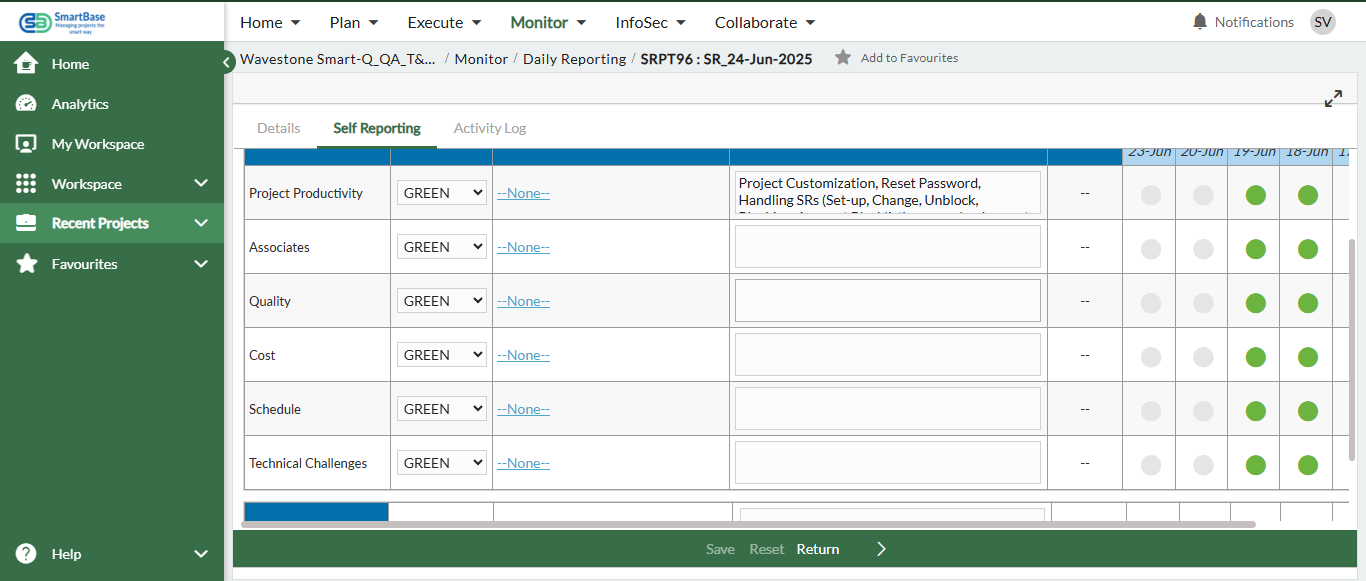 SmartBase
Managing projects the
smart way
Home Plan Execute Monitor InfoSec Collaborate Notifications SV
Wavestone Smart-Q_QA_T&... / Monitor / Daily Reporting / SRPT96 : SR_24-Jun-2025 Add to Favourites
Home
Analytics
My Workspace
Workspace
Recent Projects
Favourites
Help
Details Self Reporting Activity Log
23-Jun 20-Jun 19-Jun 18-Jun
Project Productivity GREEN --None-- Project Customization, Reset Password, --
Handling SRs (Set-up, Change, Unblock,
Associates GREEN --None-- --
Quality GREEN --None-- --
Cost GREEN --None-- --
Schedule GREEN --None-- --
Technical Challenges GREEN --None-- --
Save Reset Return